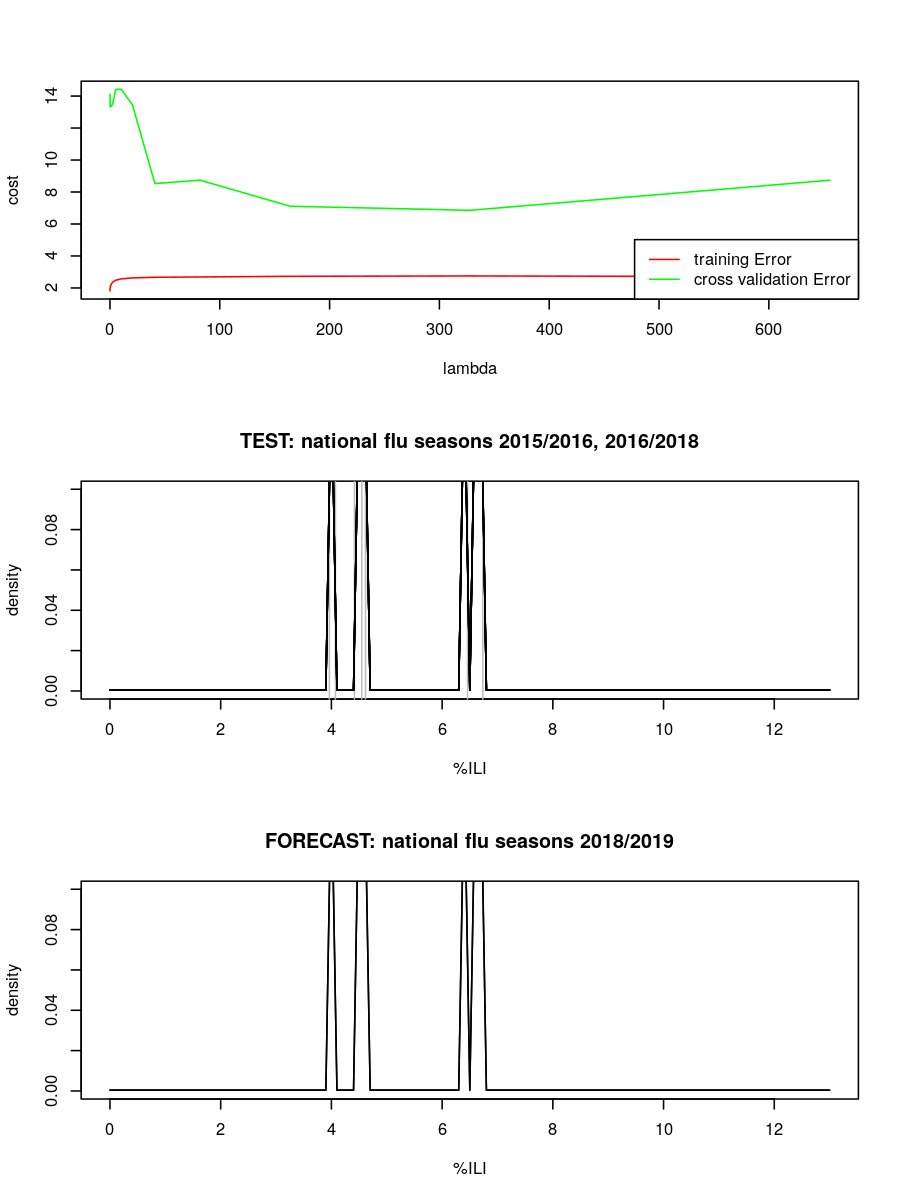 14
10
8
6
4
2
cost
training Error
cross validation Error
0 100 200 300 400 500 600
lambda
TEST: national flu seasons 2015/2016, 2016/2018
0.08
0.04
0.00
density
0 2 4 6 8 10 12
%ILI
FORECAST: national flu seasons 2018/2019
0.08
0.04
0.00
density
0 2 4 6 8 10 12
%ILI